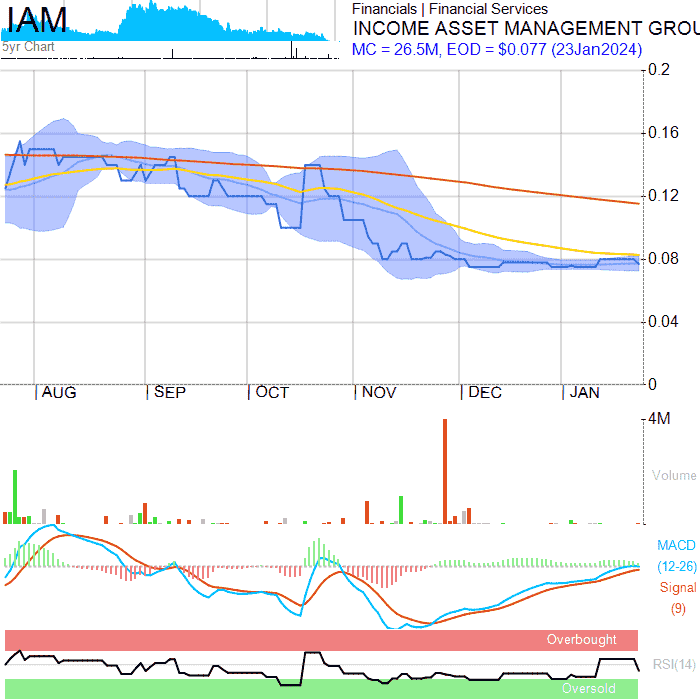 IAM
5yr Chart
Financials | Financial Services
INCOME ASSET MANAGEMENT GROU
MC = 26.5M, EOD = $0.077 (23Jan2024)
0.2
0.16
0.12
0.08
0.04
0
AUG SEP OCT NOV DEC JAN
4M
Volume
MACD
(12-26)
Signal
(9)
Overbought
RSI(14)
Oversold